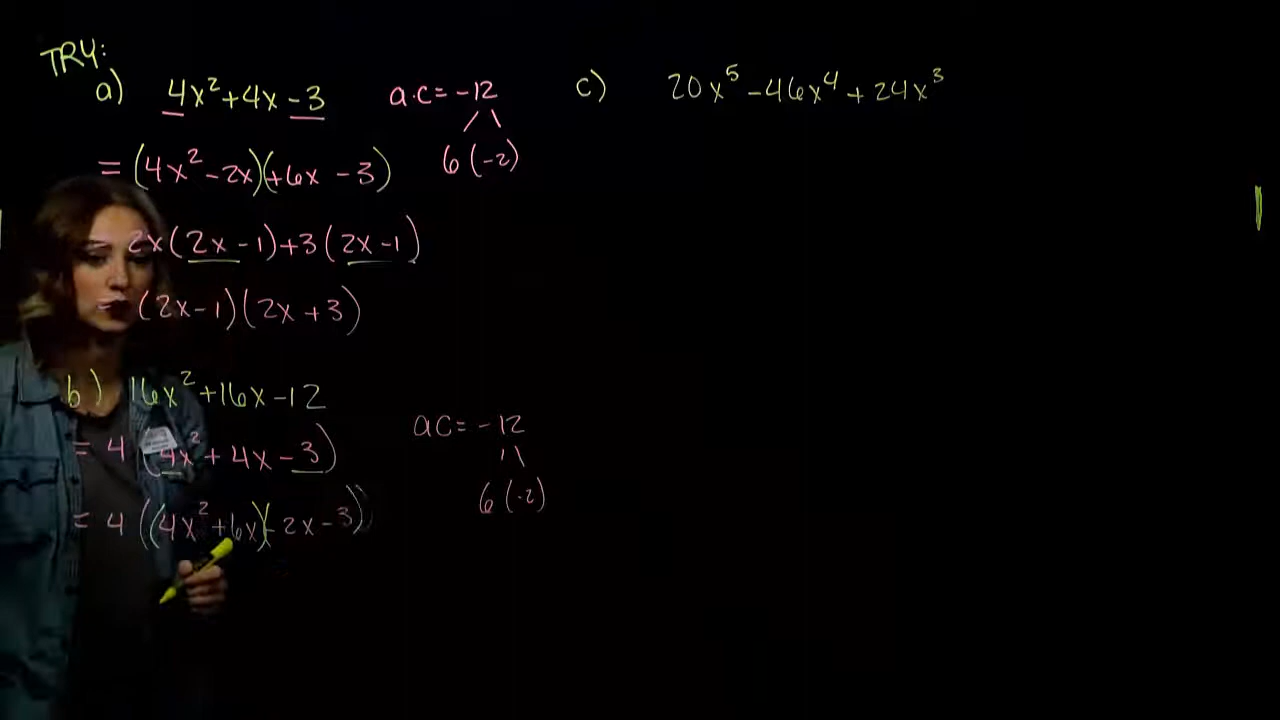 TRY:
a) 4x² + 4x - 3
a·c = -12
6 (-2)
= (4x² - 2x)(+6x - 3)
= 2x(2x - 1) + 3(2x - 1)
= (2x - 1)(2x + 3)
b) 16x² + 16x - 12
= 4 (4x² + 4x - 3)
ac = -12
6 (-2)
= 4 ((4x² + 6x)(-2x - 3))
c) 20x⁵ - 46x⁴ + 24x³